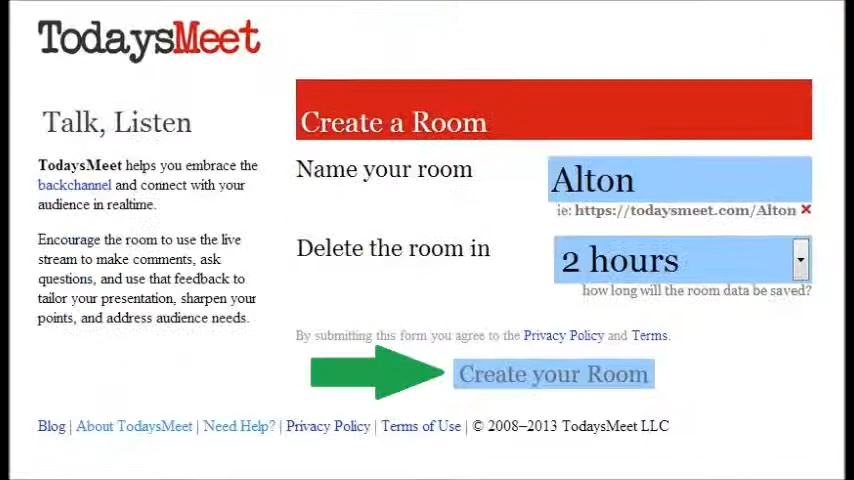 TodaysMeet
Talk, Listen
TodaysMeet helps you embrace the
backchannel and connect with your
audience in realtime.
Encourage the room to use the live
stream to make comments, ask
questions, and use that feedback to
tailor your presentation, sharpen your
points, and address audience needs.
Create a Room
Name your room
Alton
ie: https://todaysmeet.com/Alton ✕
Delete the room in
2 hours
how long will the room data be saved?
By submitting this form you agree to the Privacy Policy and Terms.
Create your Room
Blog | About TodaysMeet | Need Help? | Privacy Policy | Terms of Use | © 2008–2013 TodaysMeet LLC